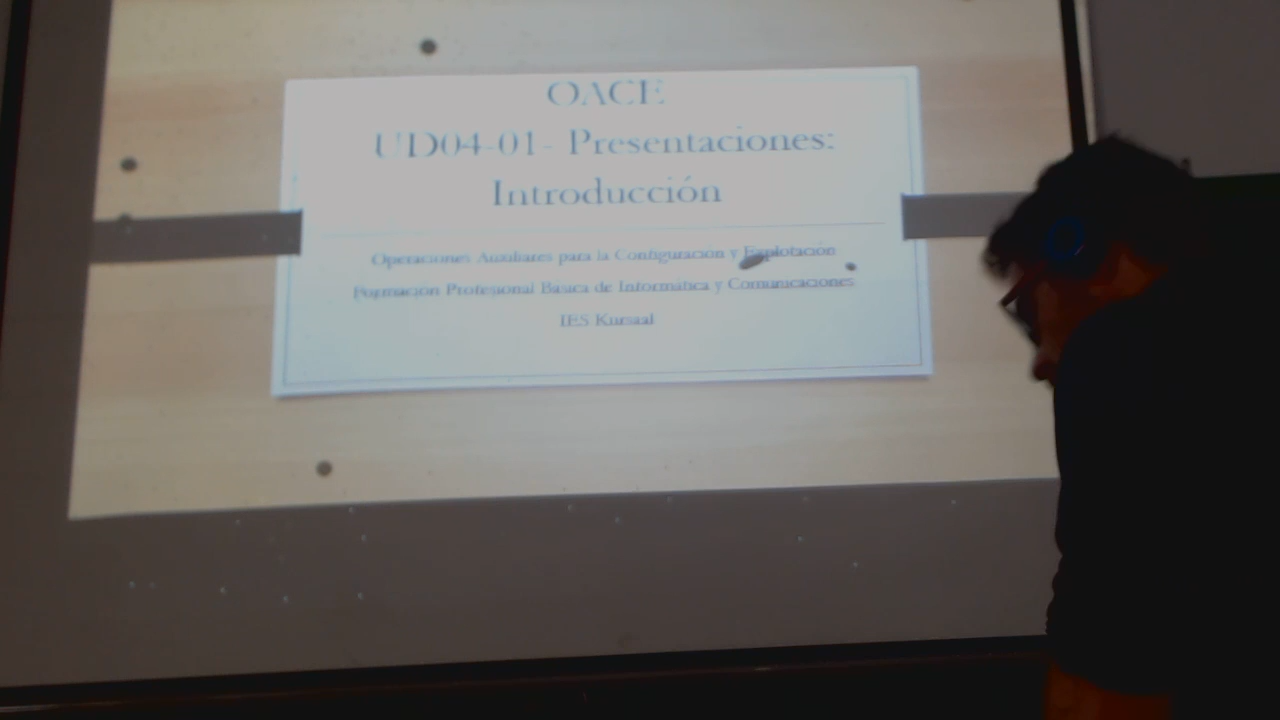 OACE
UD04-01- Presentaciones:
Introducción
Operaciones Auxiliares para la Configuración y Explotación
Formación Profesional Básica de Informática y Comunicaciones
IES Kursaal